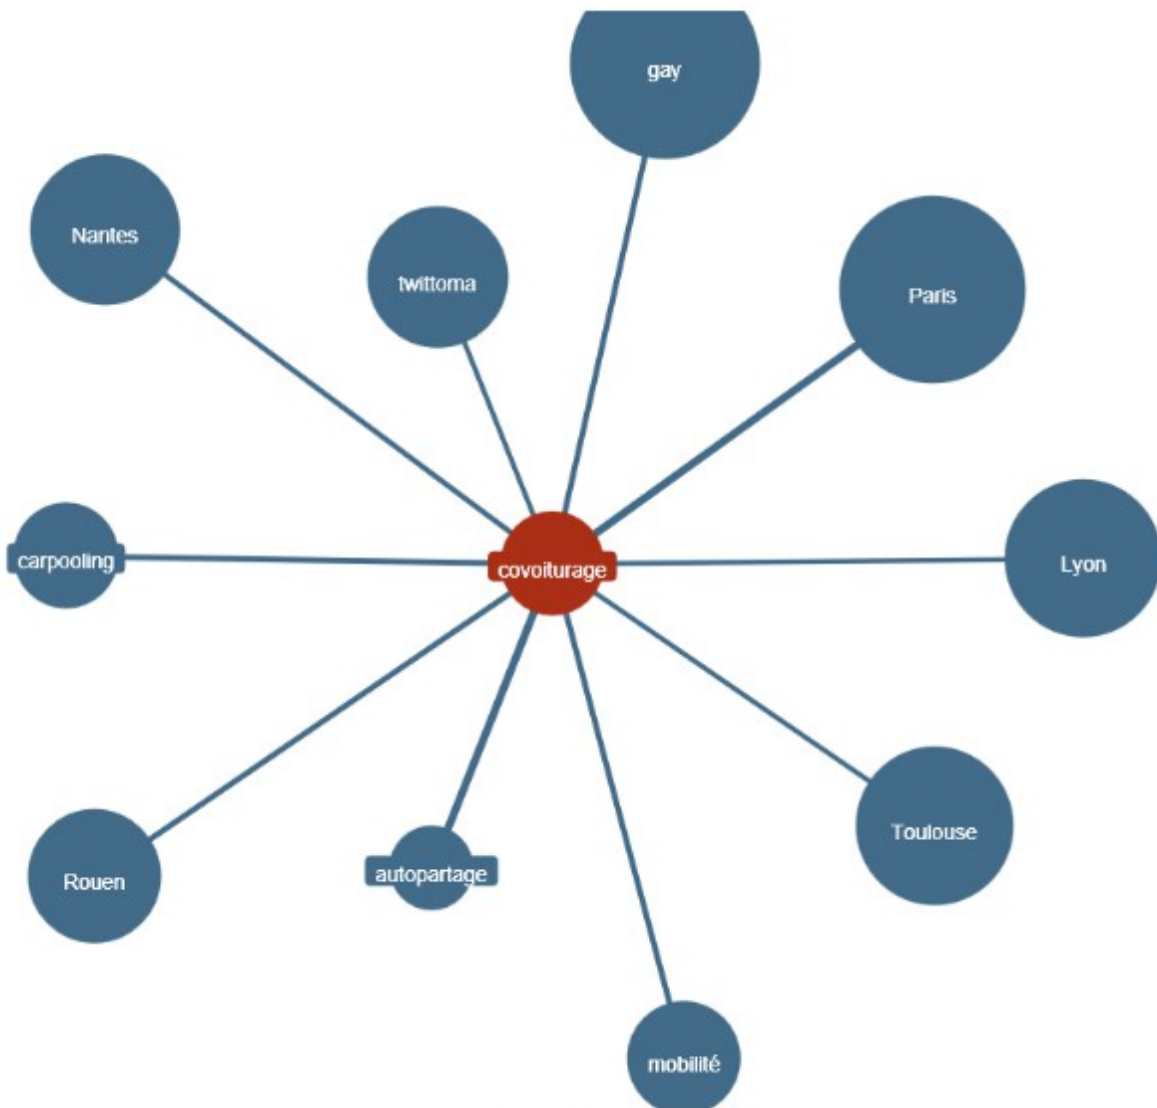 gay
Nantes
twittoma
Paris
carpooling
covoiturage
Lyon
Toulouse
Rouen
autopartage
mobilité